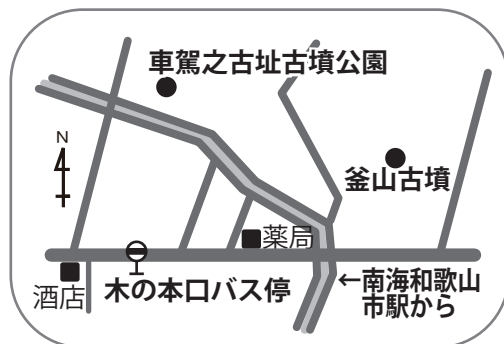 車駕之古址古墳公園
N
釜山古墳
薬局
酒店
木の本口バス停
←南海和歌山
市駅から